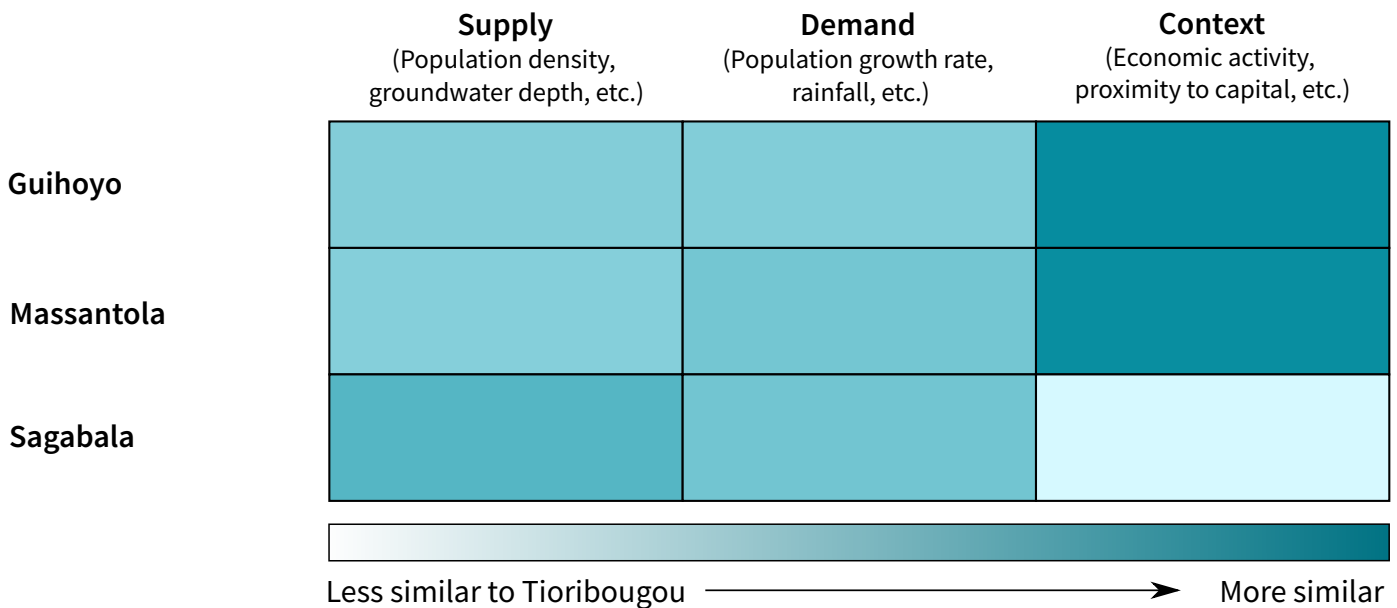 Supply
(Population density,
groundwater depth, etc.)
Demand
(Population growth rate,
rainfall, etc.)
Context
(Economic activity,
proximity to capital, etc.)
Guihoyo
Massantola
Sagabala
Less similar to Tioribougou
More similar